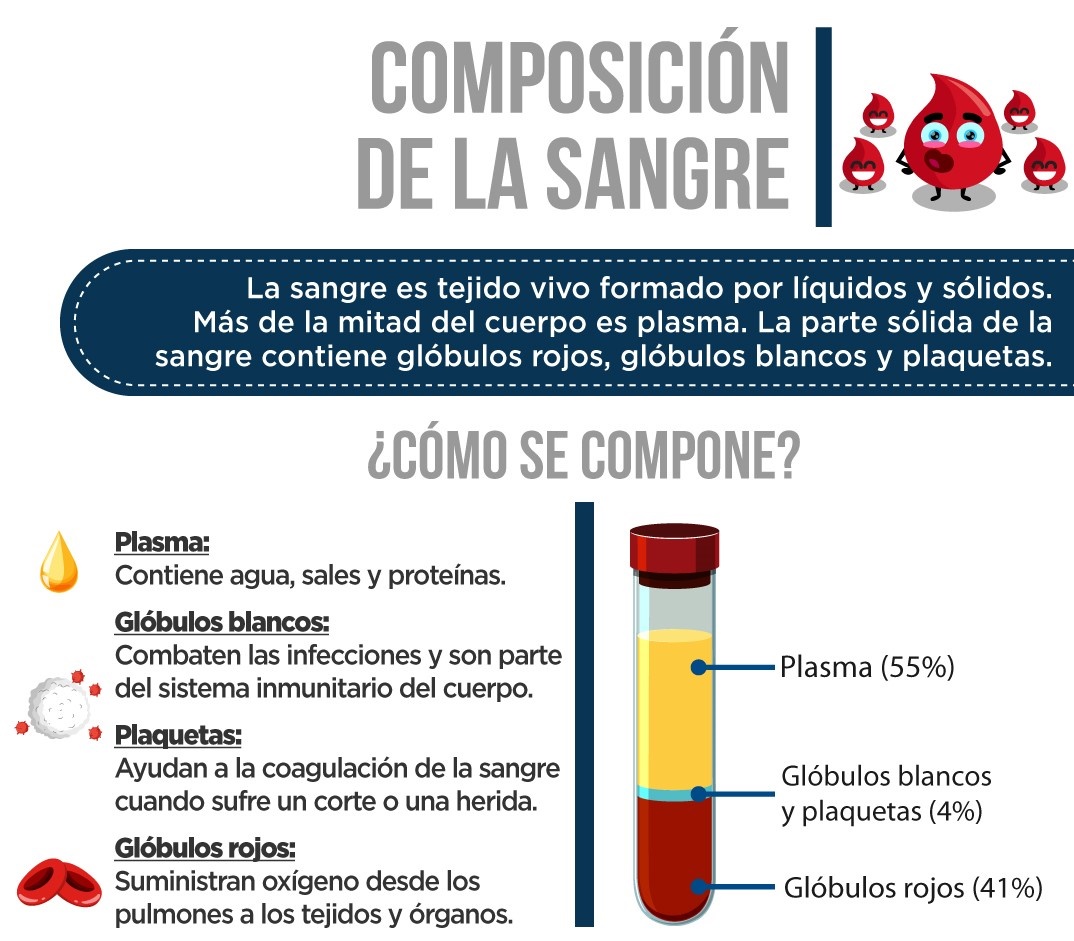 COMPOSICIÓN
DE LA SANGRE
La sangre es tejido vivo formado por líquidos y sólidos.
Más de la mitad del cuerpo es plasma. La parte sólida de la
sangre contiene glóbulos rojos, glóbulos blancos y plaquetas.
¿CÓMO SE COMPONE?
Plasma:
Contiene agua, sales y proteínas.
Glóbulos blancos:
Combaten las infecciones y son parte
del sistema inmunitario del cuerpo.
Plaquetas:
Ayudan a la coagulación de la sangre
cuando sufre un corte o una herida.
Glóbulos rojos:
Suministran oxígeno desde los
pulmones a los tejidos y órganos.
Plasma (55%)
Glóbulos blancos
y plaquetas (4%)
Glóbulos rojos (41%)